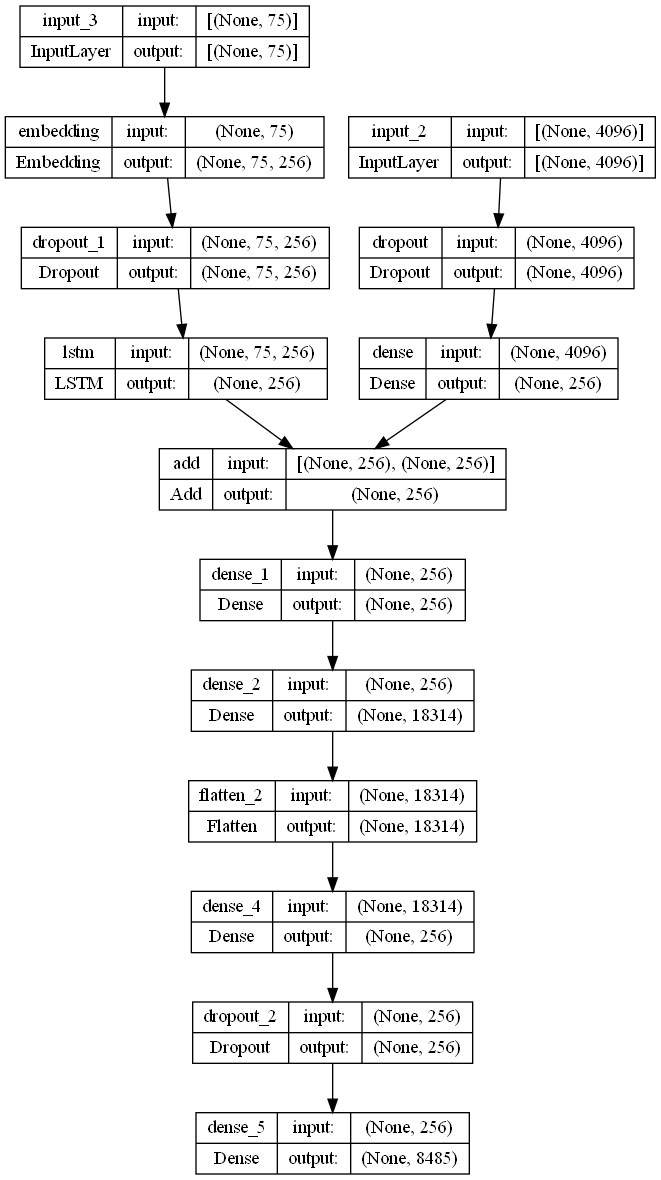 input_3 input: [(None, 75)]
InputLayer output: [(None, 75)]
embedding input: (None, 75)
Embedding output: (None, 75, 256)
input_2 input: [(None, 4096)]
InputLayer output: [(None, 4096)]
dropout_1 input: (None, 75, 256)
Dropout output: (None, 75, 256)
dropout input: (None, 4096)
Dropout output: (None, 4096)
lstm input: (None, 75, 256)
LSTM output: (None, 256)
dense input: (None, 4096)
Dense output: (None, 256)
add input: [(None, 256), (None, 256)]
Add output: (None, 256)
dense_1 input: (None, 256)
Dense output: (None, 256)
dense_2 input: (None, 256)
Dense output: (None, 18314)
flatten_2 input: (None, 18314)
Flatten output: (None, 18314)
dense_4 input: (None, 18314)
Dense output: (None, 256)
dropout_2 input: (None, 256)
Dropout output: (None, 256)
dense_5 input: (None, 256)
Dense output: (None, 8485)